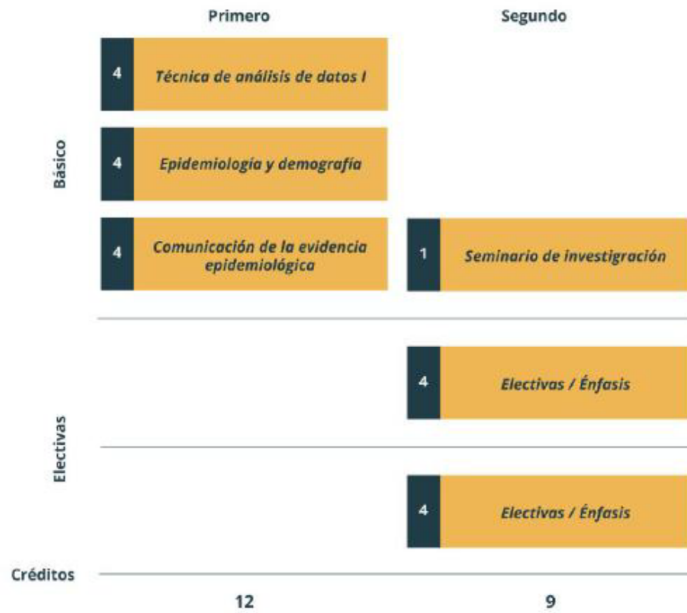 Primero
Segundo
Básico
4
Técnica de análisis de datos I
4
Epidemiología y demografía
4
Comunicación de la evidencia
epidemiológica
1
Seminario de investigración
Electivas
4
Electivas / Énfasis
4
Electivas / Énfasis
Créditos
12
9